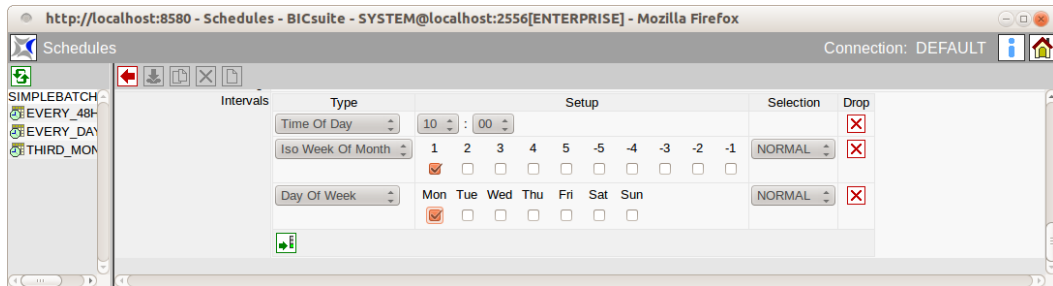 http://localhost:8580 - Schedules - BICsuite - SYSTEM@localhost:2556[ENTERPRISE] - Mozilla Firefox
Schedules Connection: DEFAULT
SIMPLEBATCH
EVERY_48H
EVERY_DAY
THIRD_MON
Intervals Type Setup Selection Drop
Time Of Day 10 : 00
Iso Week Of Month 1 2 3 4 5 -5 -4 -3 -2 -1 NORMAL
Day Of Week Mon Tue Wed Thu Fri Sat Sun NORMAL